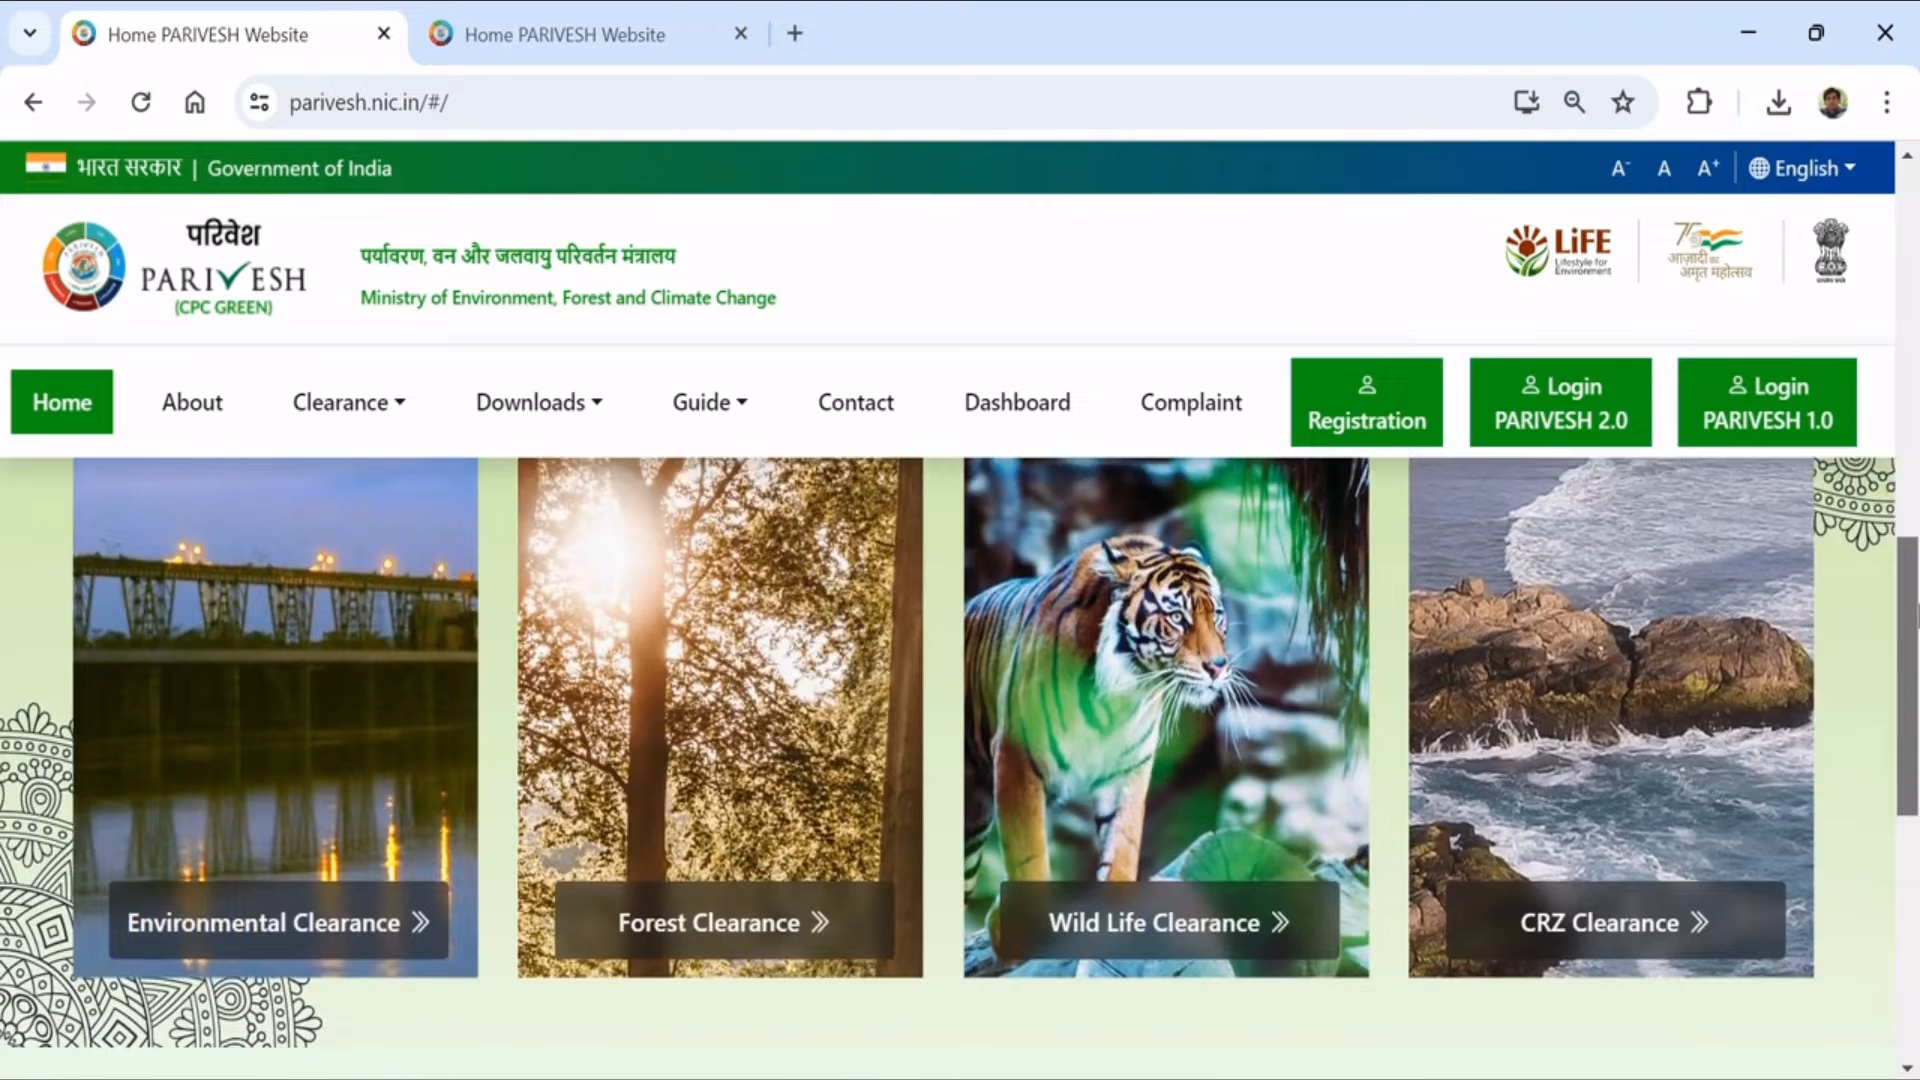 Home PARIVESH Website
Home PARIVESH Website
parivesh.nic.in/#/
भारत सरकार | Government of India
A- A A+ English
परिवेश
PARIVESH
(CPC GREEN)
पर्यावरण, वन और जलवायु परिवर्तन मंत्रालय
Ministry of Environment, Forest and Climate Change
LiFE
Lifestyle for
Environment
75
आज़ादी का
अमृत महोत्सव
Home About Clearance Downloads Guide Contact Dashboard Complaint
Registration
Login
PARIVESH 2.0
Login
PARIVESH 1.0
Environmental Clearance
Forest Clearance
Wild Life Clearance
CRZ Clearance